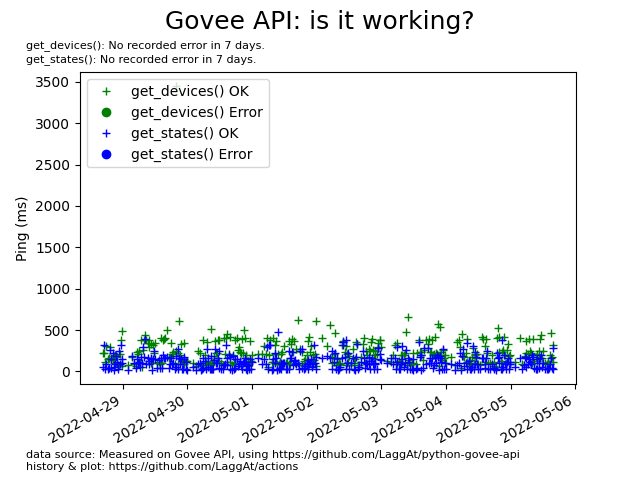 Govee API: is it working?
get_devices(): No recorded error in 7 days.
get_states(): No recorded error in 7 days.
get_devices() OK
get_devices() Error
get_states() OK
get_states() Error
Ping (ms)
3500
3000
2500
2000
1500
1000
500
0
2022-04-29
2022-04-30
2022-05-01
2022-05-02
2022-05-03
2022-05-04
2022-05-05
2022-05-06
data source: Measured on Govee API, using https://github.com/LaggAt/python-govee-api
history & plot: https://github.com/LaggAt/actions